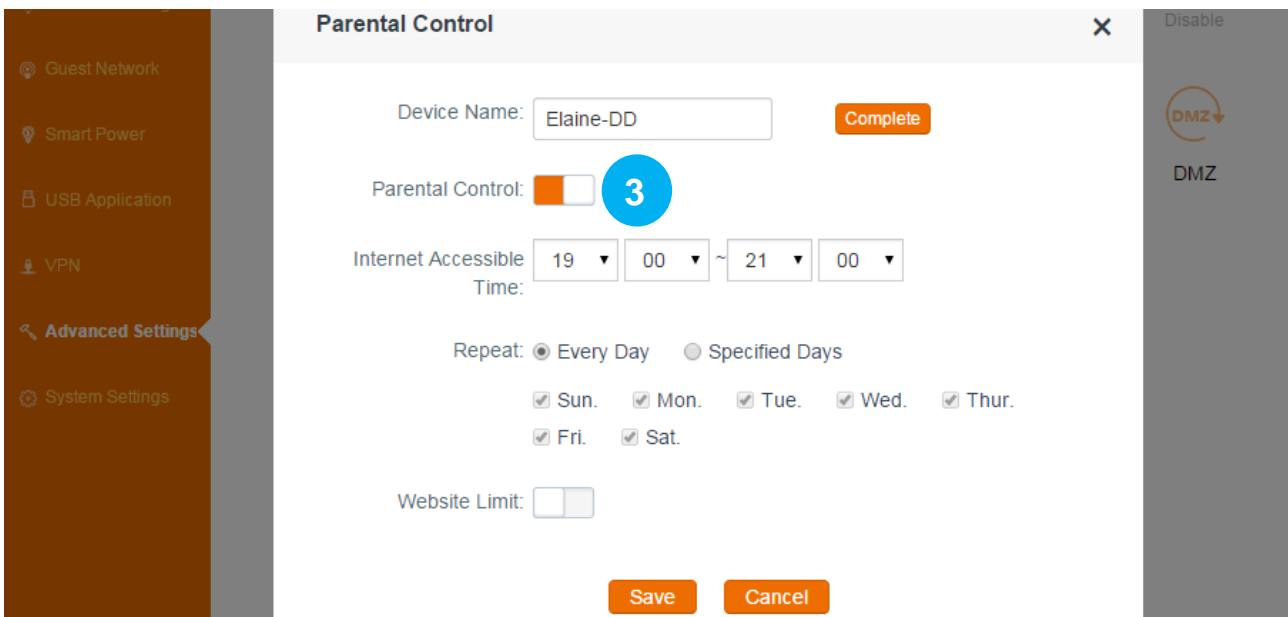 Parental Control
Disable
Guest Network
Device Name: Elaine-DD Complete
DMZ
Smart Power
Parental Control: 3
DMZ
USB Application
Internet Accessible 19 00 ~ 21 00
Time:
VPN
Advanced Settings
Repeat: Every Day Specified Days
System Settings
Sun. Mon. Tue. Wed. Thur.
Fri. Sat.
Website Limit:
Save Cancel